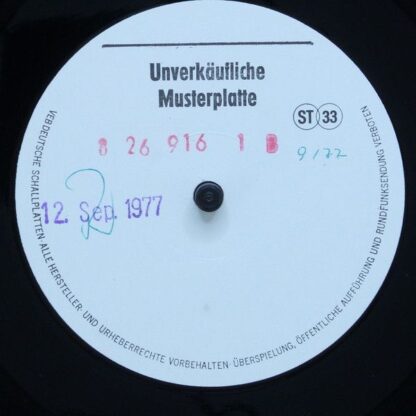 Unverkäufliche
Musterplatte
ST 33
8 26 916 1 B
9/77
2
12. Sep. 1977
VEB DEUTSCHE SCHALLPLATTEN · ALLE HERSTELLER- UND URHEBERRECHTE VORBEHALTEN · ÜBERSPIELUNG, ÖFFENTLICHE AUFFÜHRUNG UND RUNDFUNKSENDUNG VERBOTEN